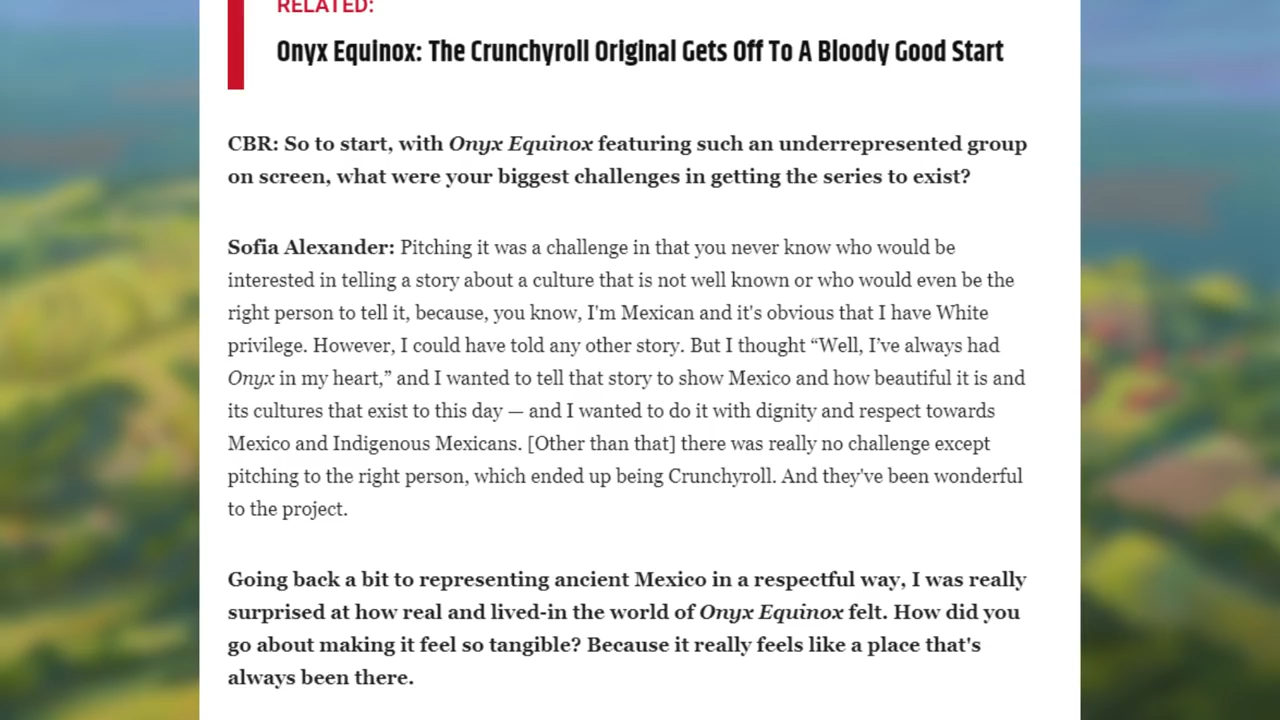 RELATED:
Onyx Equinox: The Crunchyroll Original Gets Off To A Bloody Good Start
CBR: So to start, with Onyx Equinox featuring such an underrepresented group
on screen, what were your biggest challenges in getting the series to exist?
Sofia Alexander: Pitching it was a challenge in that you never know who would be
interested in telling a story about a culture that is not well known or who would even be the
right person to tell it, because, you know, I'm Mexican and it's obvious that I have White
privilege. However, I could have told any other story. But I thought “Well, I’ve always had
Onyx in my heart,” and I wanted to tell that story to show Mexico and how beautiful it is and
its cultures that exist to this day — and I wanted to do it with dignity and respect towards
Mexico and Indigenous Mexicans. [Other than that] there was really no challenge except
pitching to the right person, which ended up being Crunchyroll. And they've been wonderful
to the project.
Going back a bit to representing ancient Mexico in a respectful way, I was really
surprised at how real and lived-in the world of Onyx Equinox felt. How did you
go about making it feel so tangible? Because it really feels like a place that's
always been there.